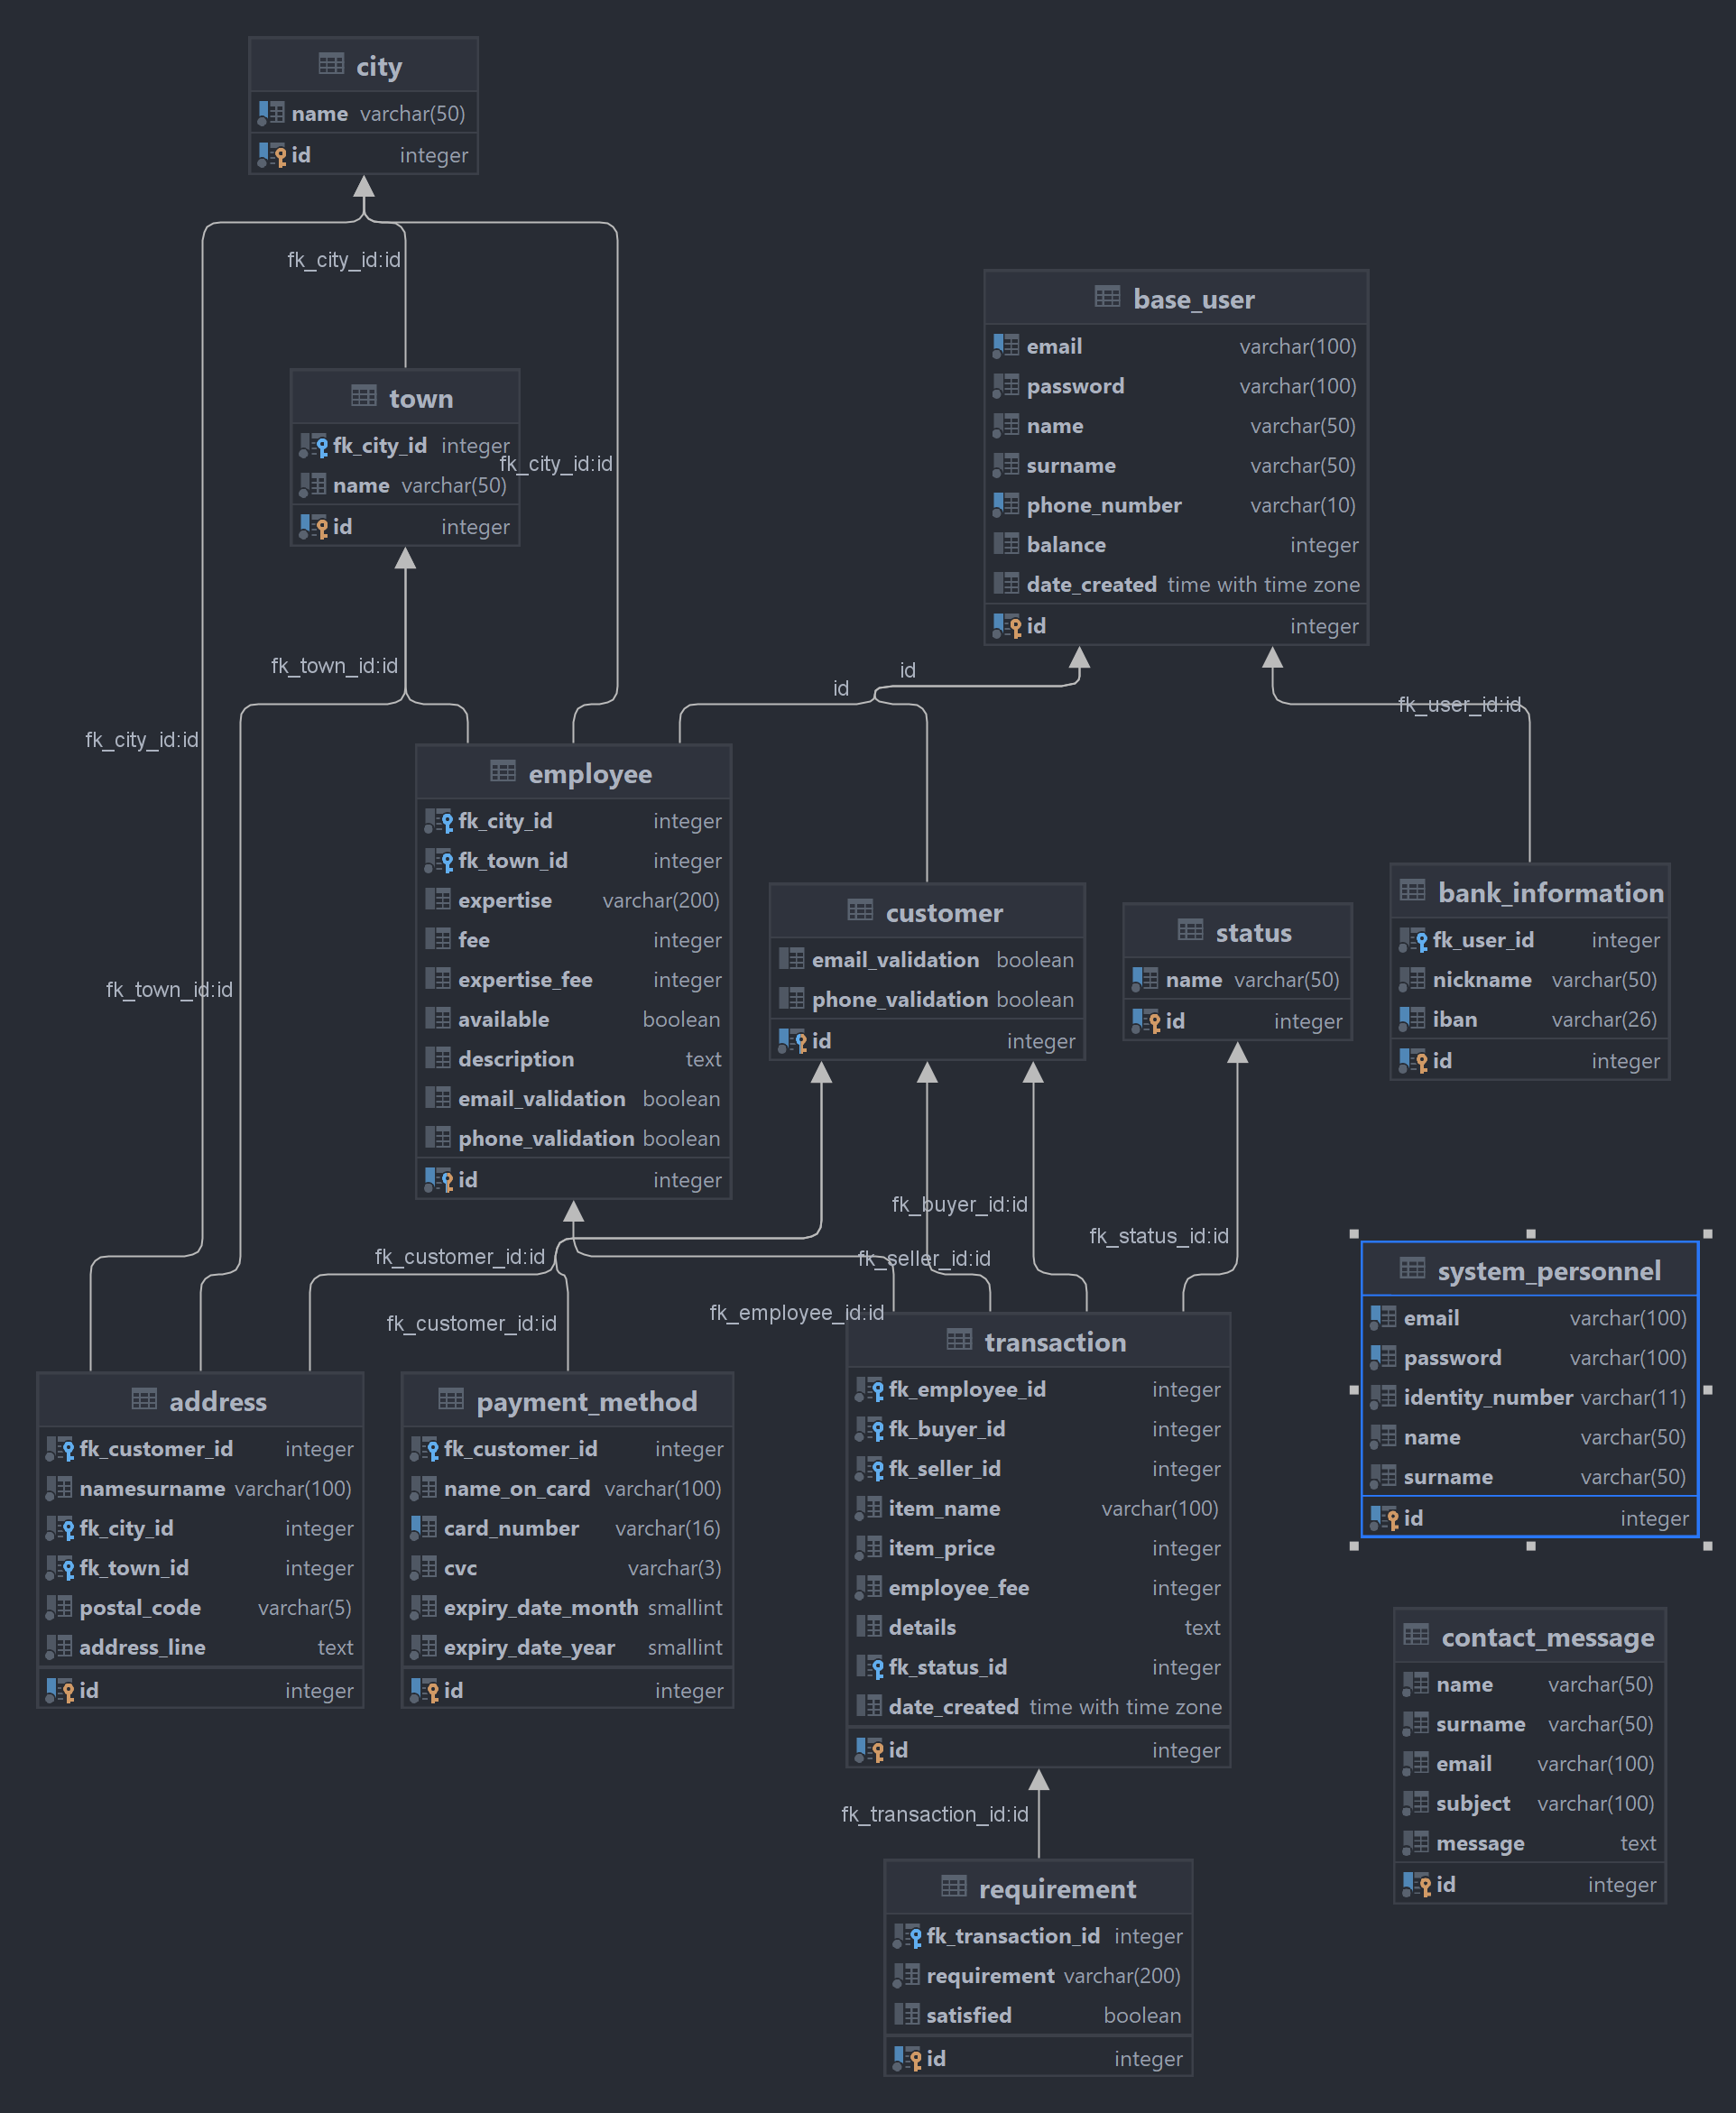 city
name varchar(50)
id integer
fk_city_id:id
fk_city_id:id
fk_city_id:id
town
fk_city_id integer
name varchar(50)
id integer
base_user
email varchar(100)
password varchar(100)
name varchar(50)
surname varchar(50)
phone_number varchar(10)
balance integer
date_created time with time zone
id integer
fk_town_id:id
fk_town_id:id
id
id
fk_user_id:id
employee
fk_city_id integer
fk_town_id integer
expertise varchar(200)
fee integer
expertise_fee integer
available boolean
description text
email_validation boolean
phone_validation boolean
id integer
customer
email_validation boolean
phone_validation boolean
id integer
status
name varchar(50)
id integer
bank_information
fk_user_id integer
nickname varchar(50)
iban varchar(26)
id integer
fk_buyer_id:id
fk_status_id:id
fk_customer_id:id
fk_seller_id:id
fk_employee_id:id
fk_customer_id:id
address
fk_customer_id integer
namesurname varchar(100)
fk_city_id integer
fk_town_id integer
postal_code varchar(5)
address_line text
id integer
payment_method
fk_customer_id integer
name_on_card varchar(100)
card_number varchar(16)
cvc varchar(3)
expiry_date_month smallint
expiry_date_year smallint
id integer
transaction
fk_employee_id integer
fk_buyer_id integer
fk_seller_id integer
item_name varchar(100)
item_price integer
employee_fee integer
details text
fk_status_id integer
date_created time with time zone
id integer
system_personnel
email varchar(100)
password varchar(100)
identity_number varchar(11)
name varchar(50)
surname varchar(50)
id integer
contact_message
name varchar(50)
surname varchar(50)
email varchar(100)
subject varchar(100)
message text
id integer
fk_transaction_id:id
requirement
fk_transaction_id integer
requirement varchar(200)
satisfied boolean
id integer